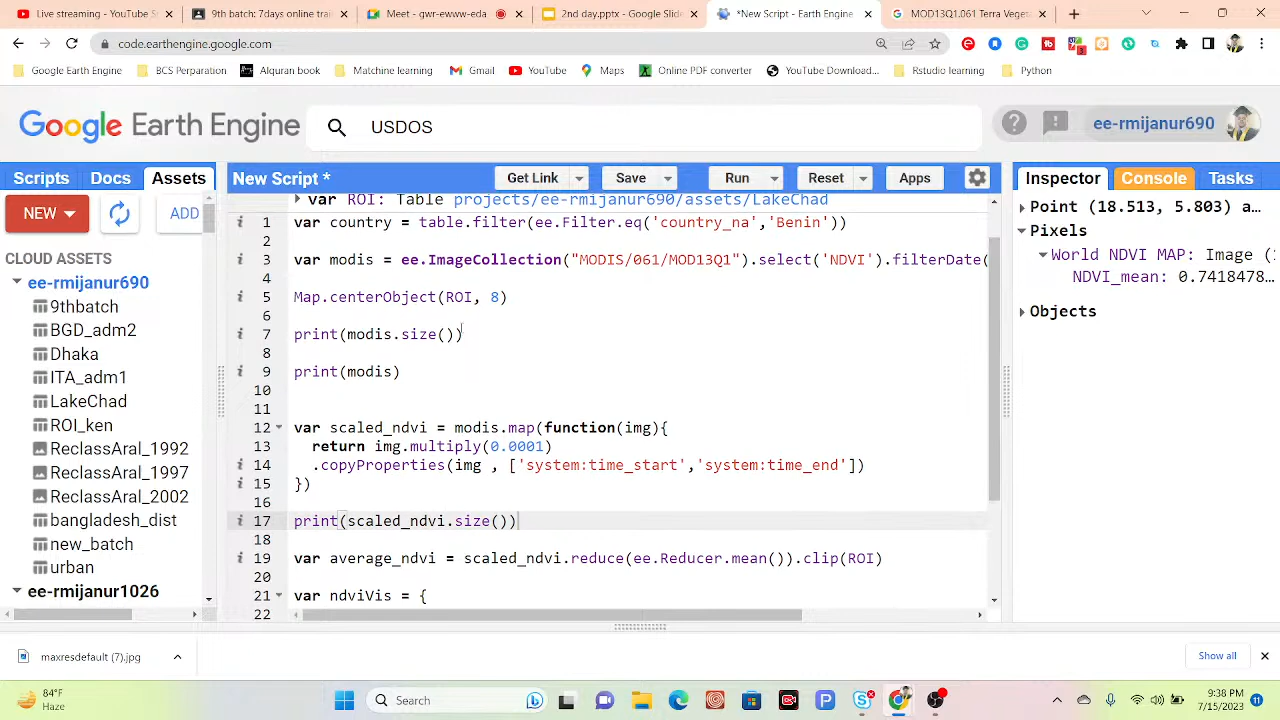 Live streaming - YouTube S
9th batch: 7days online tra
Meet - gwr-ewwe-eda
2nd day.pptx - Google Slide
*New Script - Earth Engine
MOD13Q1.061 Terra Vegeta
code.earthengine.google.com
Google Earth Engine
BCS Perparation
Alquran book
Matchine learning
Gmail
YouTube
Maps
Online PDF converter
YouTube Download...
Rstudio learning
Python
Google Earth Engine
USDOS
ee-rmijanur690
Scripts Docs Assets
New Script *
Get Link Save Run Reset Apps
Inspector Console Tasks
NEW
ADD
CLOUD ASSETS
ee-rmijanur690
9thbatch
BGD_adm2
Dhaka
ITA_adm1
LakeChad
ROI_ken
ReclassAral_1992
ReclassAral_1997
ReclassAral_2002
bangladesh_dist
new_batch
urban
ee-rmijanur1026
var ROI: Table projects/ee-rmijanur690/assets/LakeChad
1 var country = table.filter(ee.Filter.eq('country_na','Benin'))
2
3 var modis = ee.ImageCollection("MODIS/061/MOD13Q1").select('NDVI').filterDate(
4
5 Map.centerObject(ROI, 8)
6
7 print(modis.size())
8
9 print(modis)
10
11
12 var scaled_ndvi = modis.map(function(img){
13 return img.multiply(0.0001)
14 .copyProperties(img , ['system:time_start','system:time_end'])
15 })
16
17 print(scaled_ndvi.size())
18
19 var average_ndvi = scaled_ndvi.reduce(ee.Reducer.mean()).clip(ROI)
20
21 var ndviVis = {
22
Point (18.513, 5.803) a…
Pixels
World NDVI MAP: Image (
NDVI_mean: 0.7418478…
Objects
maxresdefault (7).jpg
Show all
84°F
Haze
Search
9:38 PM
7/15/2023